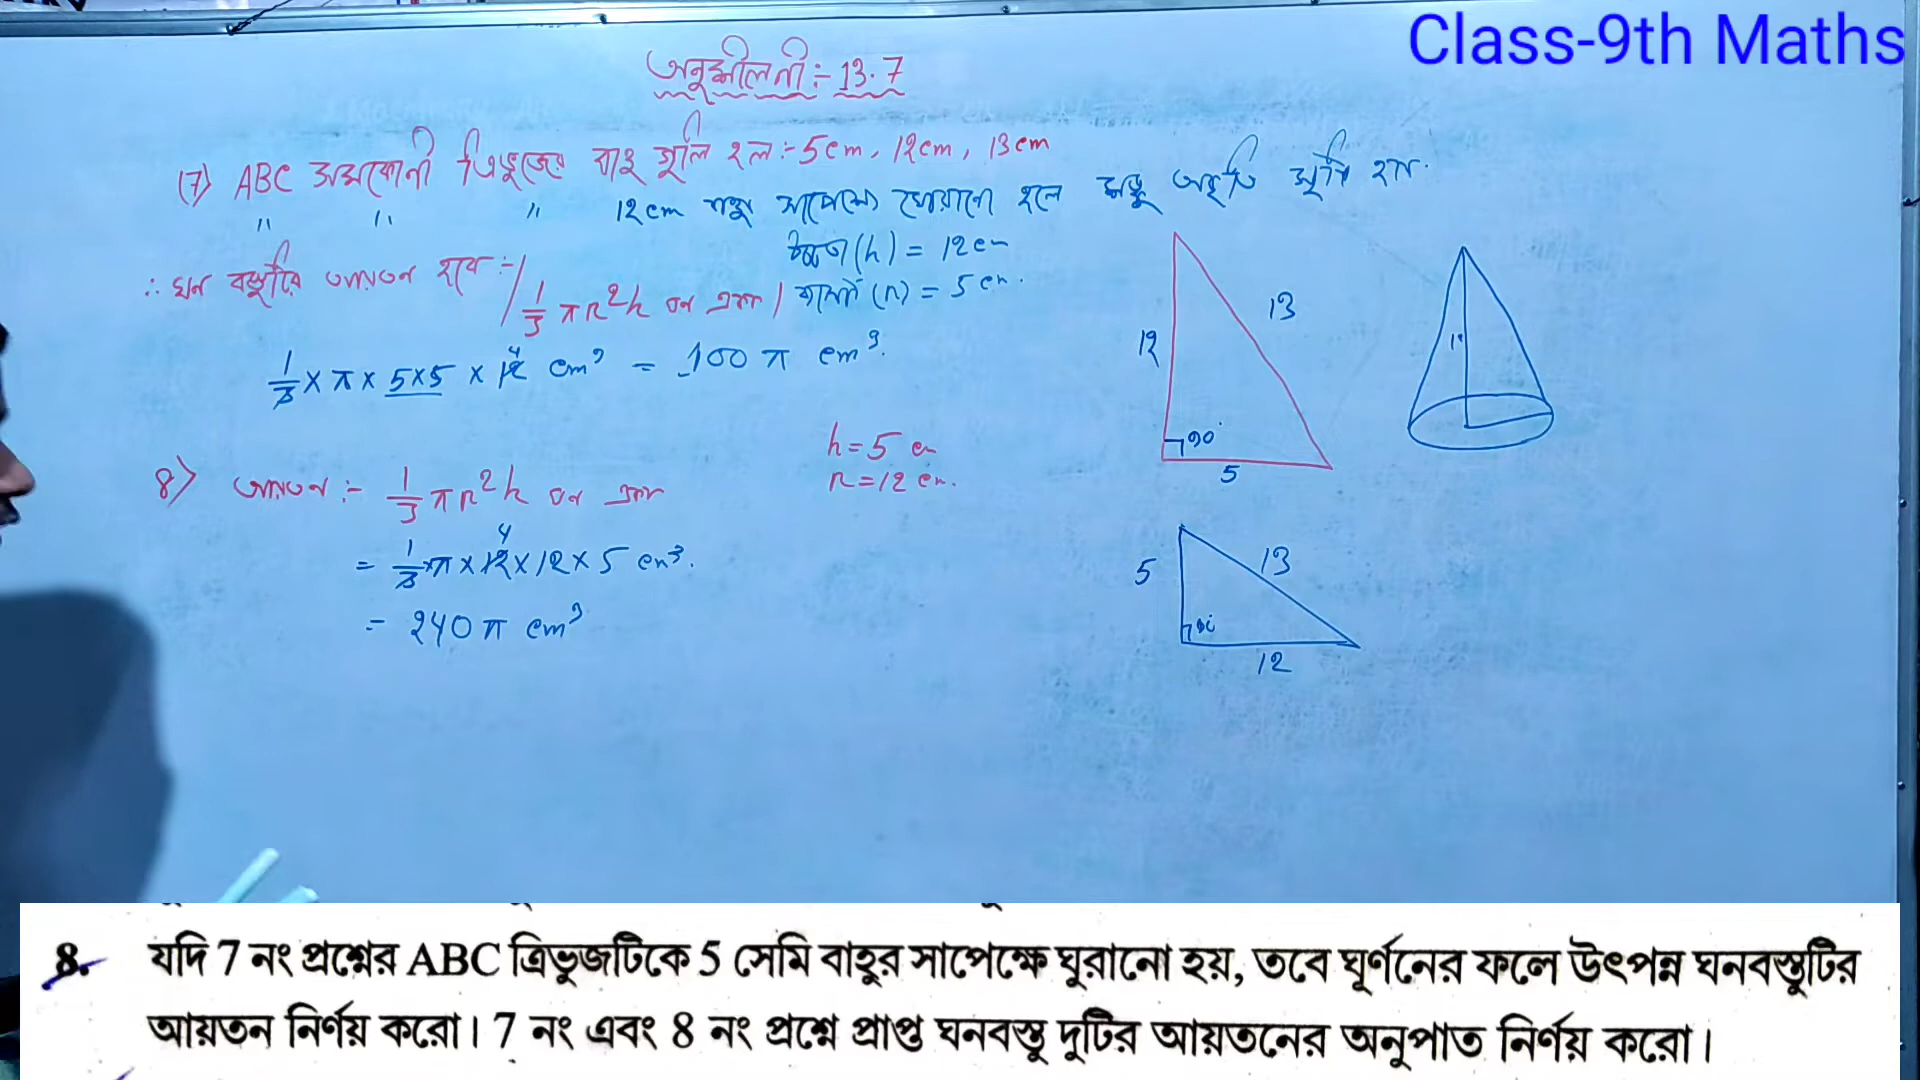 Class-9th Maths
অনুশীলনী :- 13.7
(7) ABC সমকোনী ত্রিভুজের বাহু গুলি হল :- 5cm, 12cm, 13cm
" " " 12cm বাহু সাপেক্ষে ঘোরানো হলে শঙ্কু আকৃতি সৃষ্টি হয়.
উচ্চতা (h) = 12cm
∴ ঘন বস্তুটির আয়তন হবে :- / 1/3 πr²h ঘন একক / ব্যাসার্ধ (r) = 5cm.
1/3 × π × 5×5 × 12 4 cm³ = 100 π cm³.
8) আয়তন :- 1/3 πr²h ঘন একক
h = 5 cm
r = 12 cm.
= 1/3 × π × 12 4 × 12 × 5 cm³.
= 240 π cm³
12
13
90°
5
5
13
90°
12
8. যদি 7 নং প্রশ্নের ABC ত্রিভুজটিকে 5 সেমি বাহুর সাপেক্ষে ঘুরানো হয়, তবে ঘূর্ণনের ফলে উৎপন্ন ঘনবস্তুটির
আয়তন নির্ণয় করো। 7 নং এবং 8 নং প্রশ্নে প্রাপ্ত ঘনবস্তু দুটির আয়তনের অনুপাত নির্ণয় করো।